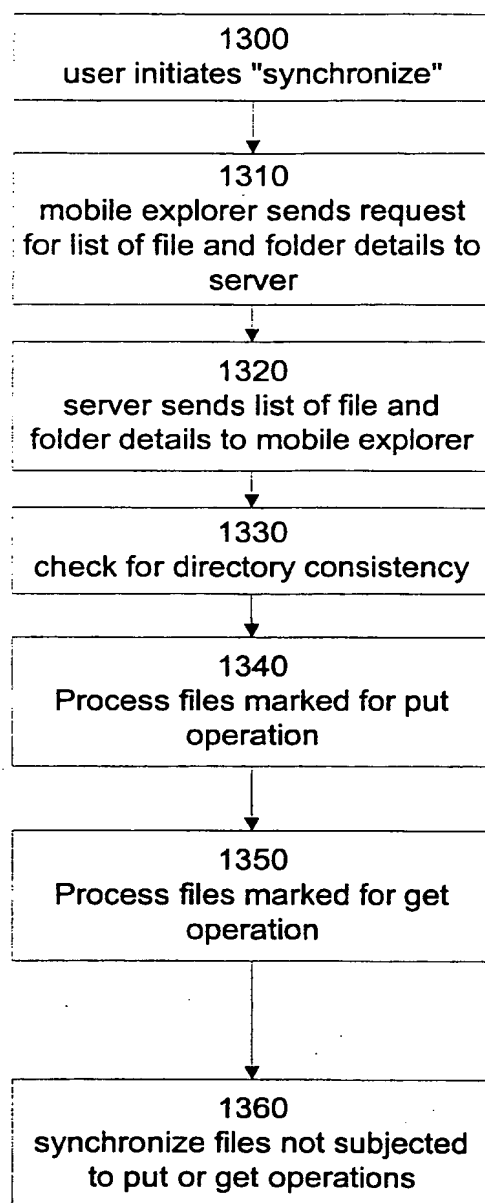 1300
user initiates "synchronize"
1310
mobile explorer sends request
for list of file and folder details to
server
1320
server sends list of file and
folder details to mobile explorer
1330
check for directory consistency
1340
Process files marked for put
operation
1350
Process files marked for get
operation
1360
synchronize files not subjected
to put or get operations